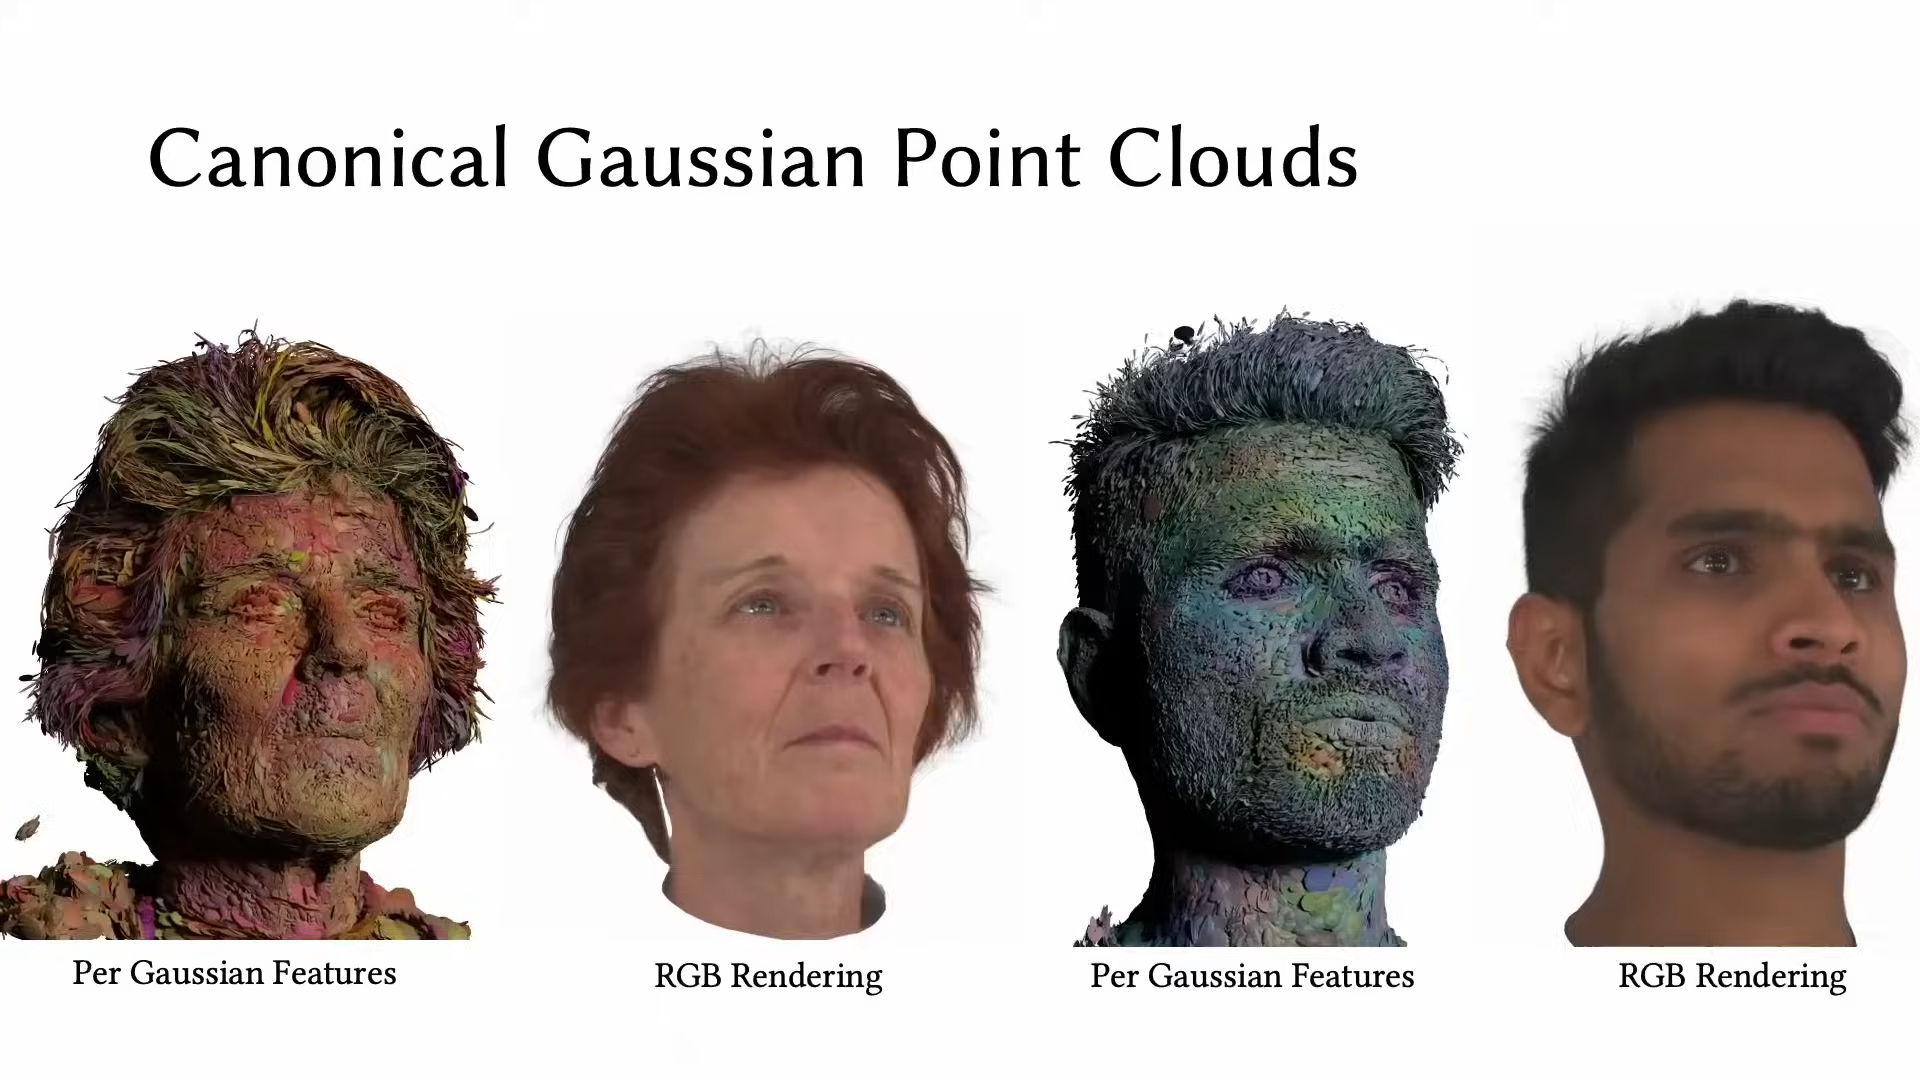 Canonical Gaussian Point Clouds
Per Gaussian Features
RGB Rendering
Per Gaussian Features
RGB Rendering